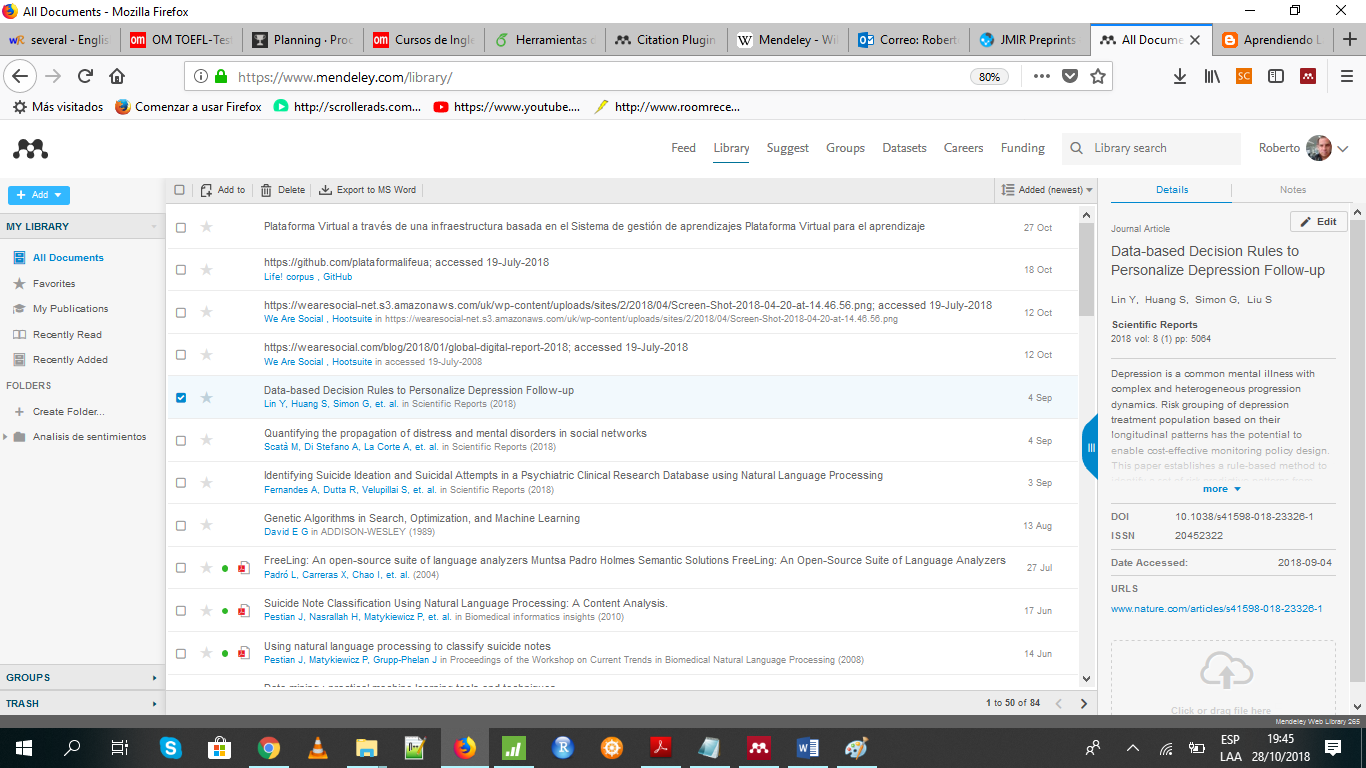 All Documents - Mozilla Firefox
several - Englis
OM TOEFL-Test
Planning · Proc
Cursos de Ingle
Herramientas d
Citation Plugin
Mendeley - Wik
Correo: Roberto
JMIR Preprints
All Docume
Aprendiendo L
https://www.mendeley.com/library/
80%
Más visitados
Comenzar a usar Firefox
http://scrollerads.com...
https://www.youtube....
http://www.roomrece...
Feed
Library
Suggest
Groups
Datasets
Careers
Funding
Library search
Roberto
Add
Add to
Delete
Export to MS Word
Added (newest)
Details
Notes
MY LIBRARY
All Documents
Favorites
My Publications
Recently Read
Recently Added
FOLDERS
Create Folder...
Analisis de sentimientos
GROUPS
TRASH
Plataforma Virtual a través de una infraestructura basada en el Sistema de gestión de aprendizajes Plataforma Virtual para el aprendizaje
27 Oct
https://github.com/plataformalifeua; accessed 19-July-2018
Life! corpus , GitHub
18 Oct
https://wearesocial-net.s3.amazonaws.com/uk/wp-content/uploads/sites/2/2018/04/Screen-Shot-2018-04-20-at-14.46.56.png; accessed 19-July-2018
We Are Social , Hootsuite in https://wearesocial-net.s3.amazonaws.com/uk/wp-content/uploads/sites/2/2018/04/Screen-Shot-2018-04-20-at-14.46.56.png
12 Oct
https://wearesocial.com/blog/2018/01/global-digital-report-2018; accessed 19-July-2018
We Are Social , Hootsuite in accessed 19-July-2008
12 Oct
Data-based Decision Rules to Personalize Depression Follow-up
Lin Y, Huang S, Simon G, et. al. in Scientific Reports (2018)
4 Sep
Quantifying the propagation of distress and mental disorders in social networks
Scatà M, Di Stefano A, La Corte A, et. al. in Scientific Reports (2018)
4 Sep
Identifying Suicide Ideation and Suicidal Attempts in a Psychiatric Clinical Research Database using Natural Language Processing
Fernandes A, Dutta R, Velupillai S, et. al. in Scientific Reports (2018)
3 Sep
Genetic Algorithms in Search, Optimization, and Machine Learning
David E G in ADDISON-WESLEY (1989)
13 Aug
FreeLing: An open-source suite of language analyzers Muntsa Padro Holmes Semantic Solutions FreeLing: An Open-Source Suite of Language Analyzers
Padró L, Carreras X, Chao I, et. al. (2004)
27 Jul
Suicide Note Classification Using Natural Language Processing: A Content Analysis.
Pestian J, Nasrallah H, Matykiewicz P, et. al. in Biomedical informatics insights (2010)
17 Jun
Using natural language processing to classify suicide notes
Pestian J, Matykiewicz P, Grupp-Phelan J in Proceedings of the Workshop on Current Trends in Biomedical Natural Language Processing (2008)
14 Jun
Data mining : practical machine learning tools and techniques
1 to 50 of 84
Edit
Journal Article
Data-based Decision Rules to
Personalize Depression Follow-up
Lin Y, Huang S, Simon G, Liu S
Scientific Reports
2018 vol: 8 (1) pp: 5064
Depression is a common mental illness with
complex and heterogeneous progression
dynamics. Risk grouping of depression
treatment population based on their
longitudinal patterns has the potential to
enable cost-effective monitoring policy design.
This paper establishes a rule-based method to
more
DOI 10.1038/s41598-018-23326-1
ISSN 20452322
Date Accessed: 2018-09-04
URLS
www.nature.com/articles/s41598-018-23326-1
Click or drag file here
Mendeley Web Library 265
ESP
LAA
19:45
28/10/2018